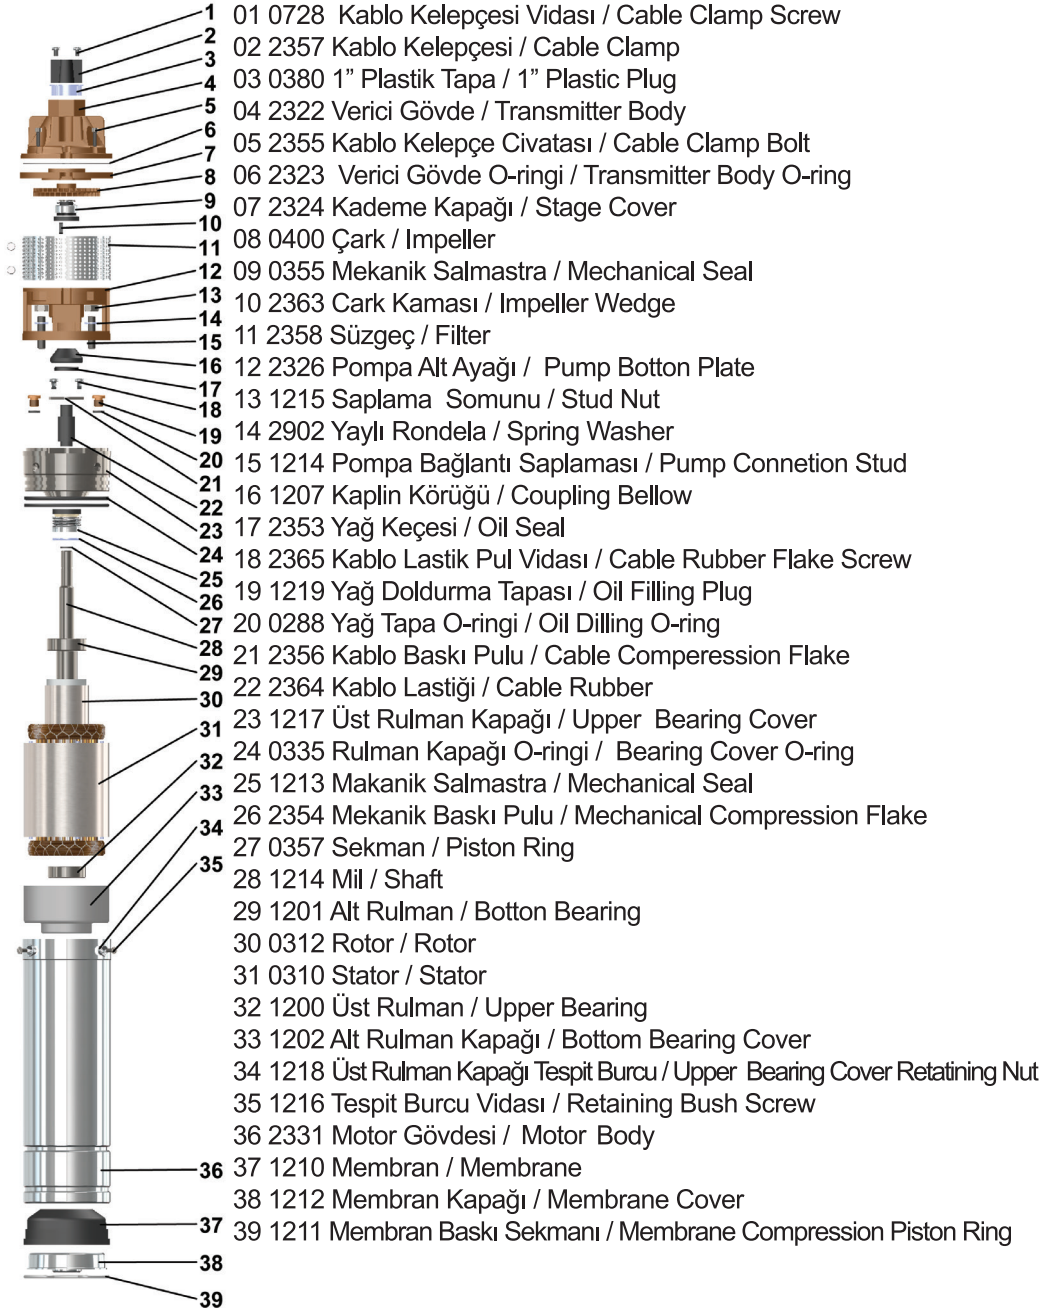 1 01 0728 Kablo Kelepçesi Vidası / Cable Clamp Screw
2 02 2357 Kablo Kelepçesi / Cable Clamp
3 03 0380 1” Plastik Tapa / 1” Plastic Plug
4 04 2322 Verici Gövde / Transmitter Body
5 05 2355 Kablo Kelepçe Civatası / Cable Clamp Bolt
6 06 2323 Verici Gövde O-ringi / Transmitter Body O-ring
7 07 2324 Kademe Kapağı / Stage Cover
8 08 0400 Çark / Impeller
9 09 0355 Mekanik Salmastra / Mechanical Seal
10 10 2363 Cark Kaması / Impeller Wedge
11 11 2358 Süzgeç / Filter
12 12 2326 Pompa Alt Ayağı / Pump Botton Plate
13 13 1215 Saplama Somunu / Stud Nut
14 14 2902 Yaylı Rondela / Spring Washer
15 15 1214 Pompa Bağlantı Saplaması / Pump Connetion Stud
16 16 1207 Kaplin Körüğü / Coupling Bellow
17 17 2353 Yağ Keçesi / Oil Seal
18 18 2365 Kablo Lastik Pul Vidası / Cable Rubber Flake Screw
19 19 1219 Yağ Doldurma Tapası / Oil Filling Plug
20 20 0288 Yağ Tapa O-ringi / Oil Dilling O-ring
21 21 2356 Kablo Baskı Pulu / Cable Comperession Flake
22 22 2364 Kablo Lastiği / Cable Rubber
23 23 1217 Üst Rulman Kapağı / Upper Bearing Cover
24 24 0335 Rulman Kapağı O-ringi / Bearing Cover O-ring
25 25 1213 Makanik Salmastra / Mechanical Seal
26 26 2354 Mekanik Baskı Pulu / Mechanical Compression Flake
27 27 0357 Sekman / Piston Ring
28 28 1214 Mil / Shaft
29 29 1201 Alt Rulman / Botton Bearing
30 30 0312 Rotor / Rotor
31 31 0310 Stator / Stator
32 32 1200 Üst Rulman / Upper Bearing
33 33 1202 Alt Rulman Kapağı / Bottom Bearing Cover
34 34 1218 Üst Rulman Kapağı Tespit Burcu / Upper Bearing Cover Retatining Nut
35 35 1216 Tespit Burcu Vidası / Retaining Bush Screw
36 36 2331 Motor Gövdesi / Motor Body
37 37 1210 Membran / Membrane
38 38 1212 Membran Kapağı / Membrane Cover
39 39 1211 Membran Baskı Sekmanı / Membrane Compression Piston Ring